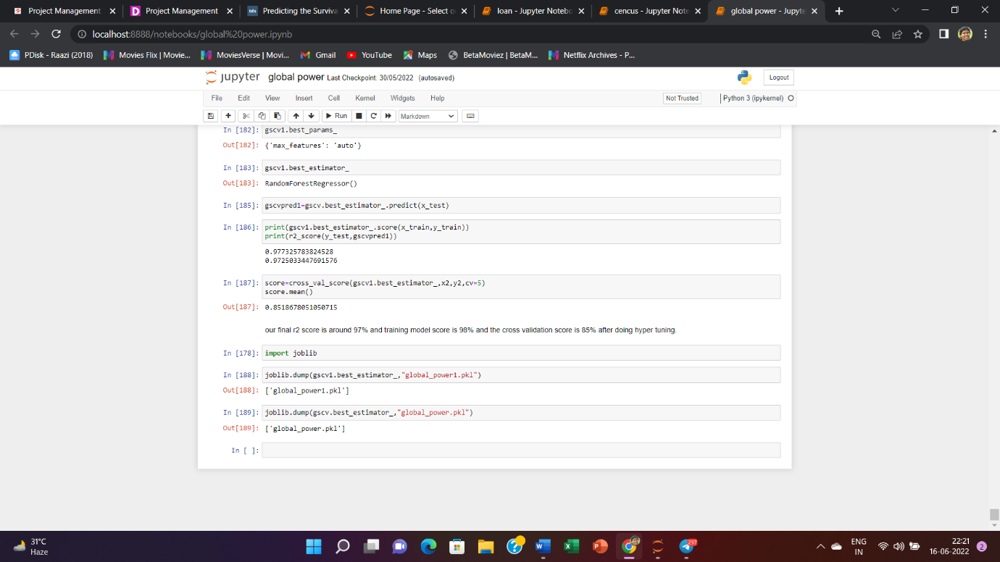 Project Management
Project Management
tds Predicting the Surviva
Home Page - Select o
loan - Jupyter Notebo
cencus - Jupyter Note
global power - Jupyte
localhost:8888/notebooks/global%20power.ipynb
PDisk - Raazi (2018)
Movies Flix | Movie...
MoviesVerse | Movi...
Gmail
YouTube
Maps
BetaMoviez | BetaM...
Netflix Archives - P...
jupyter global power Last Checkpoint: 30/05/2022 (autosaved)
Logout
File Edit View Insert Cell Kernel Widgets Help
Not Trusted
Python 3 (ipykernel)
Run
Markdown
In [182]: gscv1.best_params_
Out[182]: {'max_features': 'auto'}
In [183]: gscv1.best_estimator_
Out[183]: RandomForestRegressor()
In [185]: gscvpred1=gscv.best_estimator_.predict(x_test)
In [186]: print(gscv1.best_estimator_.score(x_train,y_train))
print(r2_score(y_test,gscvpred1))
0.977325783824528
0.9725033447691576
In [187]: score=cross_val_score(gscv1.best_estimator_,x2,y2,cv=5)
score.mean()
Out[187]: 0.8518678051050715
our final r2 score is around 97% and training model score is 98% and the cross validation score is 85% after doing hyper tuning.
In [178]: import joblib
In [188]: joblib.dump(gscv1.best_estimator_,"global_power1.pkl")
Out[188]: ['global_power1.pkl']
In [189]: joblib.dump(gscv.best_estimator_,"global_power.pkl")
Out[189]: ['global_power.pkl']
In [ ]:
31°C
Haze
297
ENG
IN
22:21
16-06-2022
2